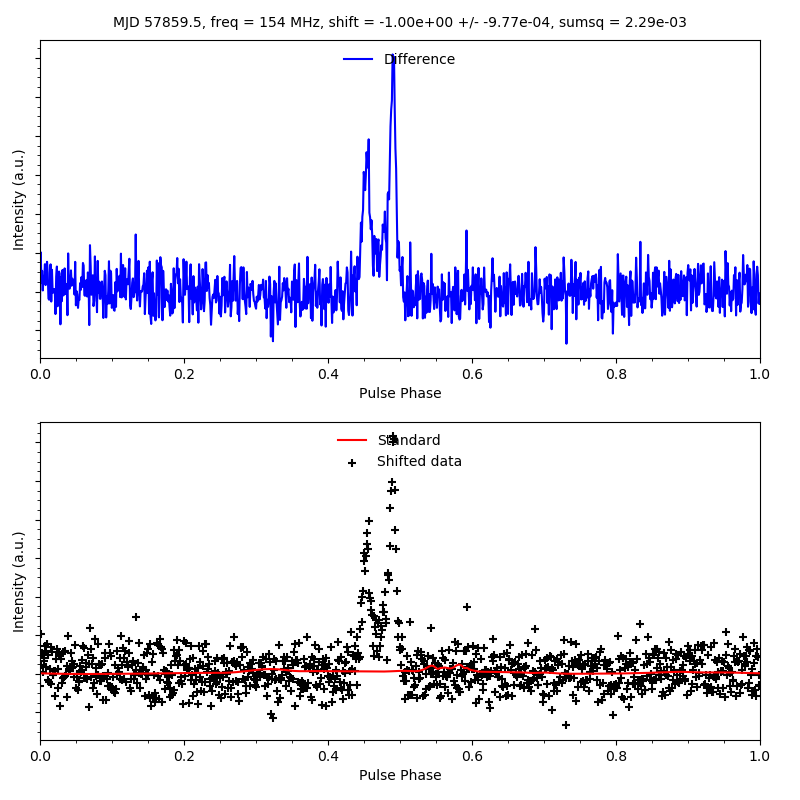 MJD 57859.5, freq = 154 MHz, shift = -1.00e+00 +/- -9.77e-04, sumsq = 2.29e-03
Difference
Intensity (a.u.)
0.0 0.2 0.4 0.6 0.8 1.0
Pulse Phase
Standard
Shifted data
Intensity (a.u.)
0.0 0.2 0.4 0.6 0.8 1.0
Pulse Phase